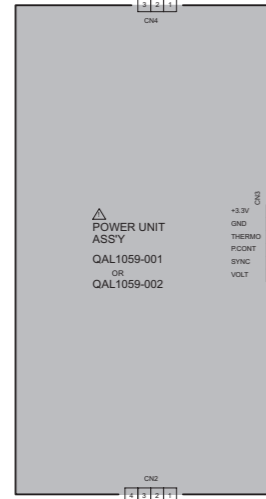 3 2 1
CN4
CN3
+3.3V
GND
THERMO
P.CONT
SYNC
VOLT
POWER UNIT
ASS'Y
QAL1059-001
OR
QAL1059-002
CN2
4 3 2 1